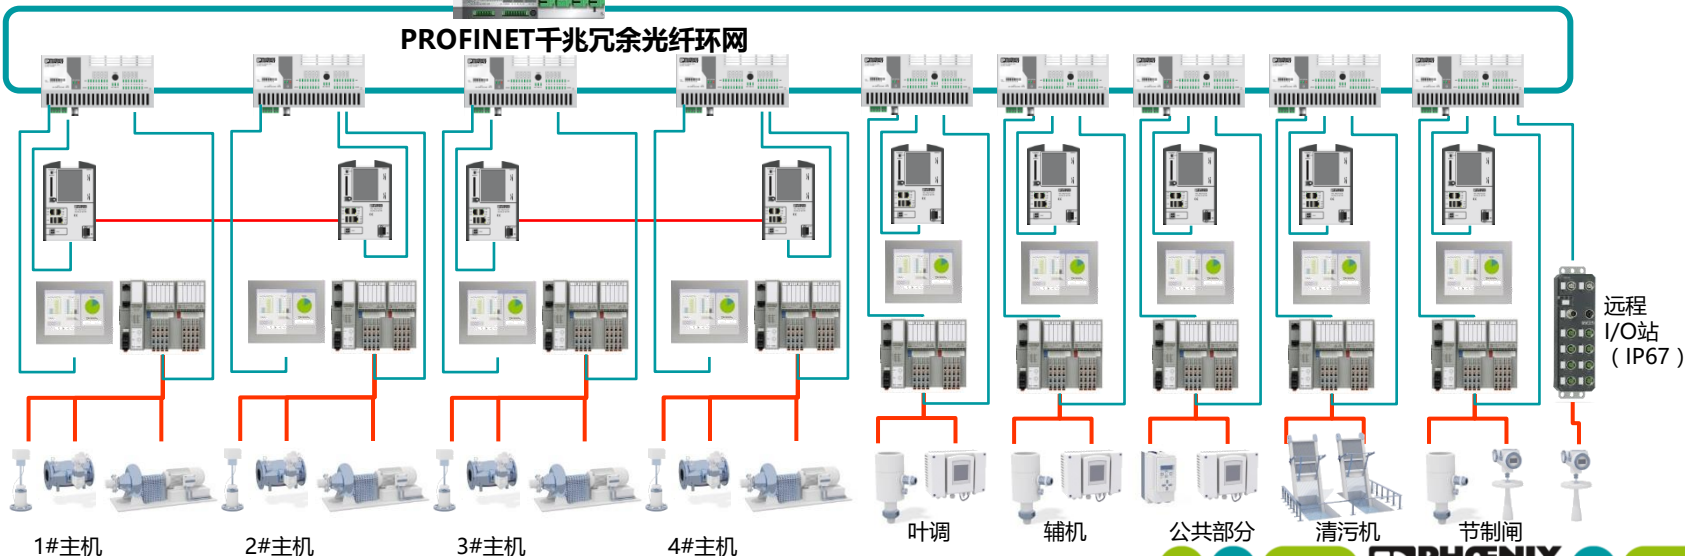 PROFINET千兆冗余光纤环网
远程
I/O站
（IP67）
1#主机
2#主机
3#主机
4#主机
叶调
辅机
公共部分
清污机
节制闸
PHŒNIX